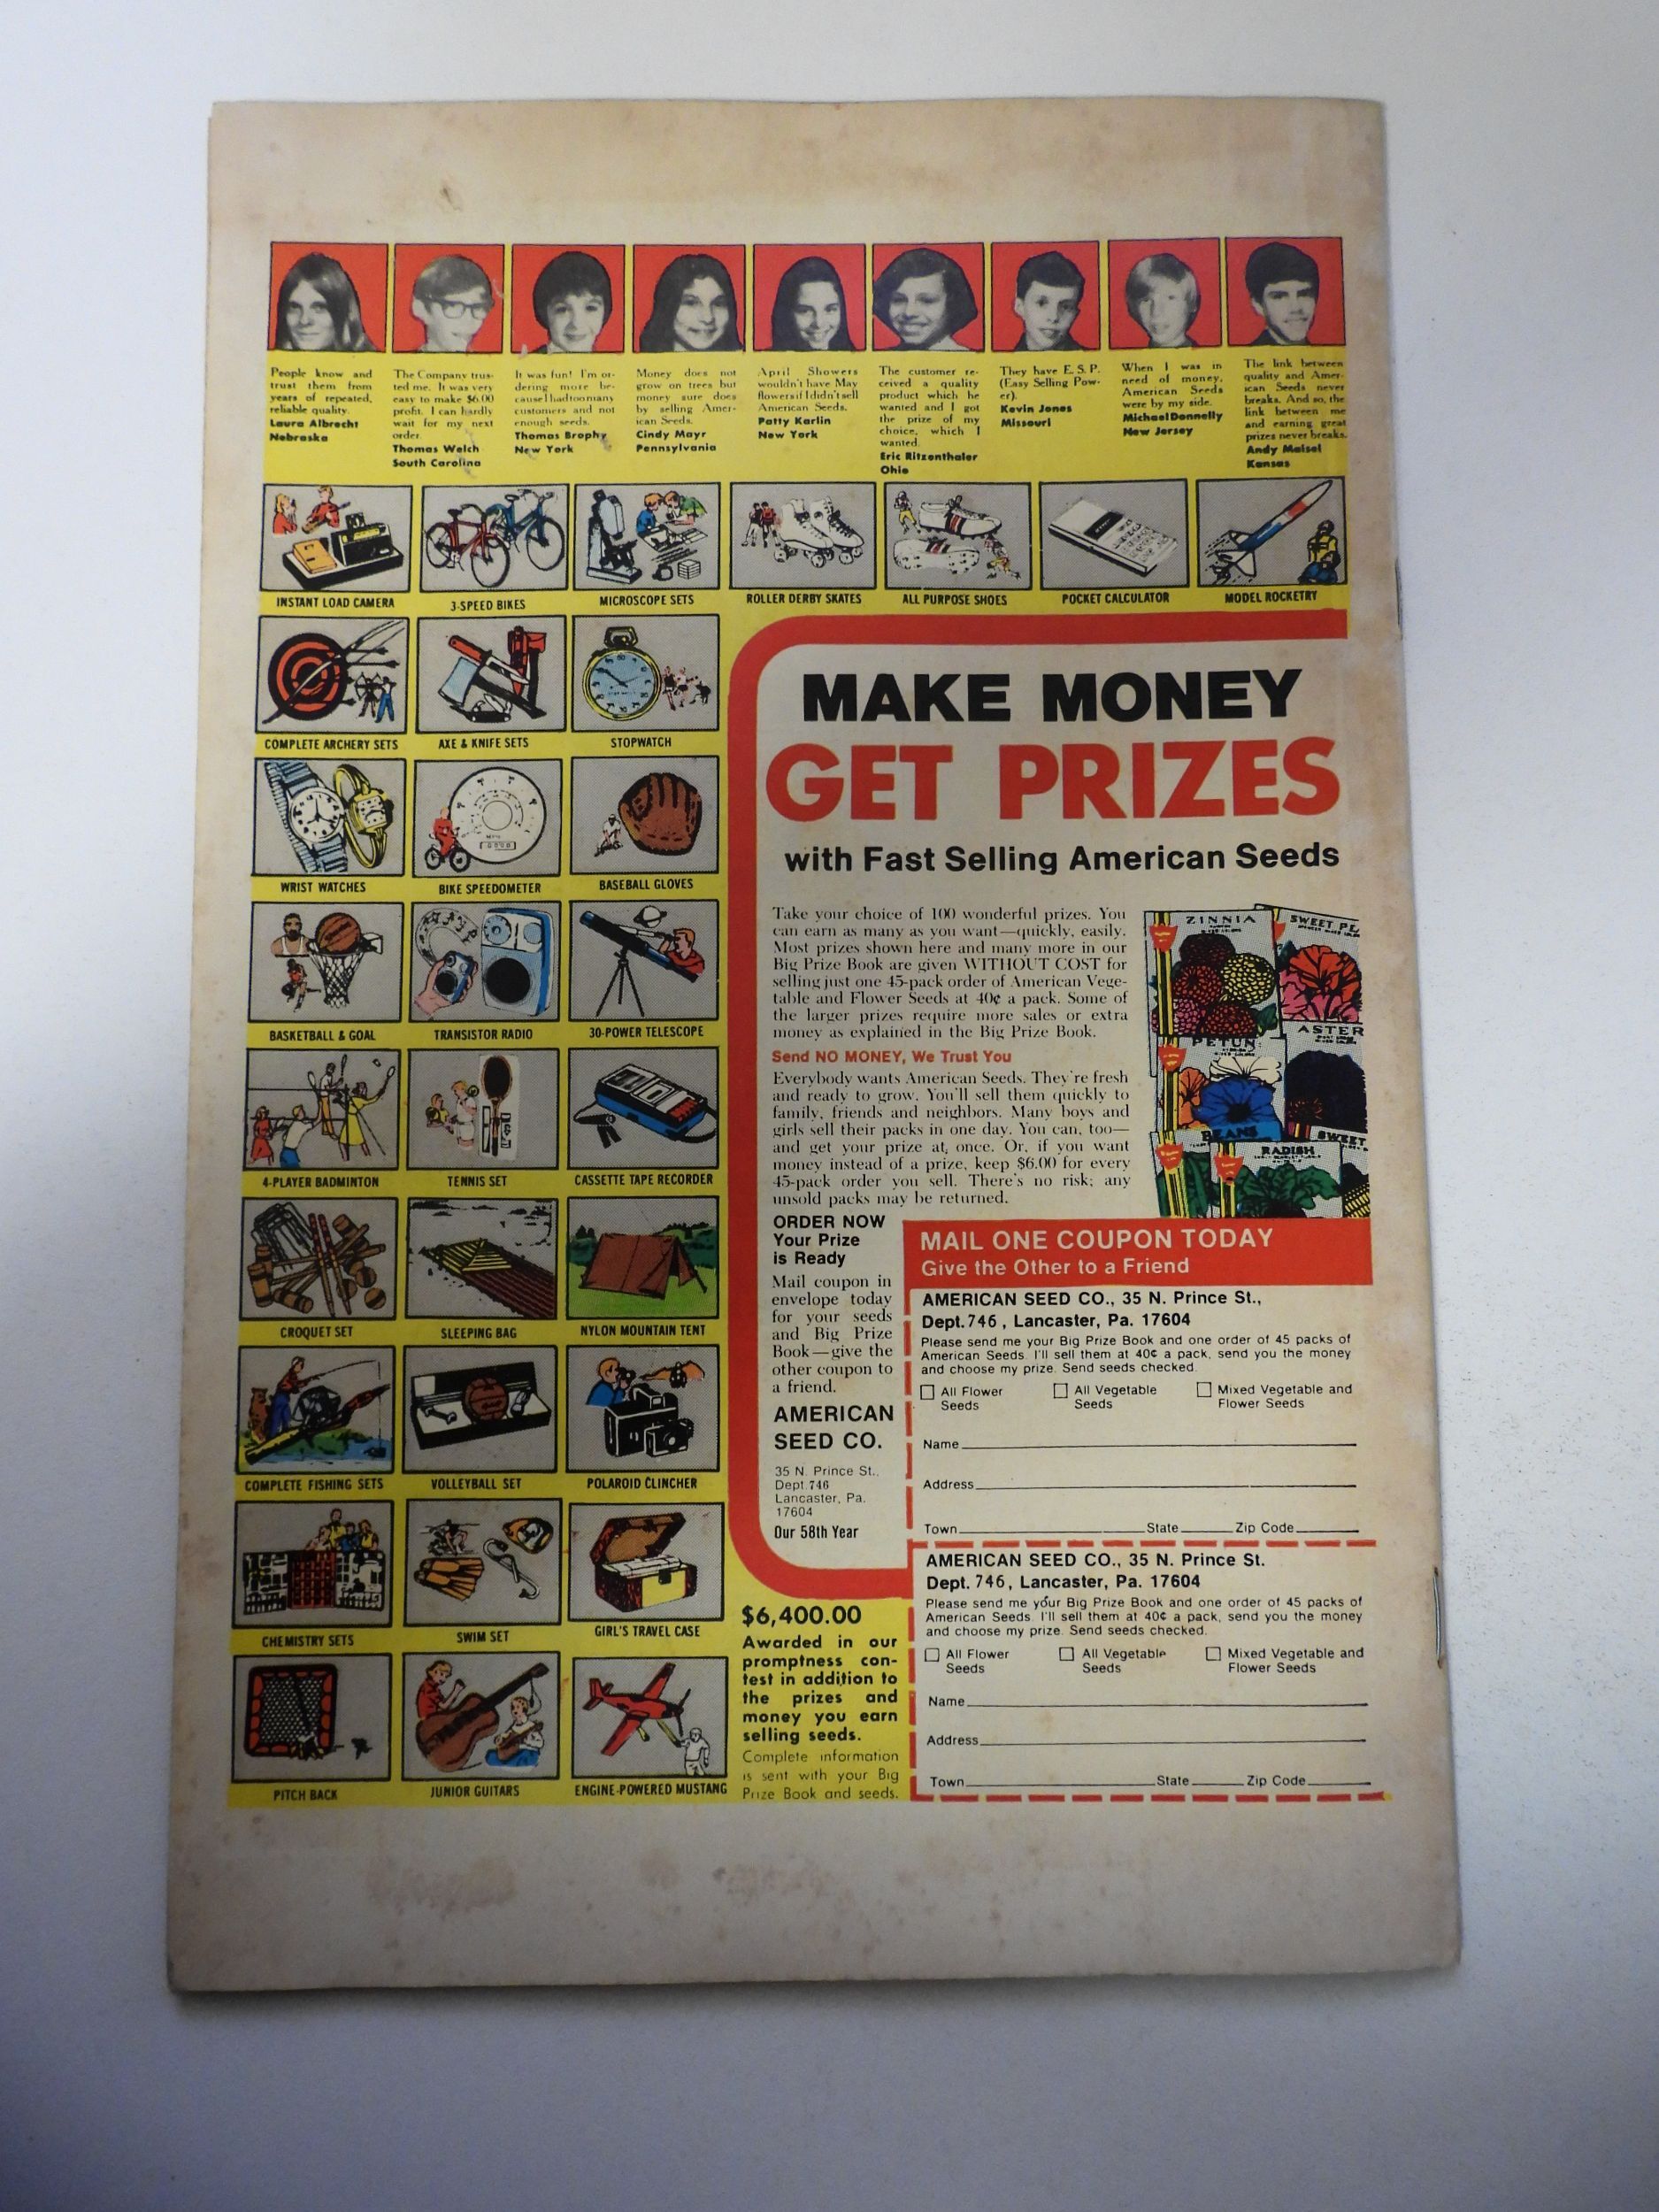 People know and
trust them from
years of repeated,
reliable quality.
Laura Albrecht
Nebraska
The Company trus-
ted me. It was very
easy to make $6.00
profit. I can hardly
wait for my next
order.
Thomas Welch
South Carolina
It was fun! I'm or-
dering more be-
cause I had too many
customers and not
enough seeds.
Thomas Brophy
New York
Money does not
grow on trees but
money sure does
by selling Amer-
ican Seeds.
Cindy Mayr
Pennsylvania
April Showers
wouldn't have May
flowers if I didn't sell
American Seeds.
Patty Karlin
New York
The customer re-
ceived a quality
product which he
wanted and I got
the prize of my
choice, which I
wanted.
Eric Ritzenthaler
Ohio
They have E. S. P.
(Easy Selling Pow-
er).
Kevin Jones
Missouri
When I was in
need of money,
American Seeds
were by my side.
Michael Donnelly
New Jersey
The link between
quality and Amer-
ican Seeds never
breaks. And so, the
link between me
and earning great
prizes never breaks.
Andy Maisel
Kansas
INSTANT LOAD CAMERA
3-SPEED BIKES
MICROSCOPE SETS
ROLLER DERBY SKATES
ALL PURPOSE SHOES
POCKET CALCULATOR
MODEL ROCKETRY
COMPLETE ARCHERY SETS
AXE & KNIFE SETS
STOPWATCH
WRIST WATCHES
BIKE SPEEDOMETER
BASEBALL GLOVES
BASKETBALL & GOAL
TRANSISTOR RADIO
30-POWER TELESCOPE
4-PLAYER BADMINTON
TENNIS SET
CASSETTE TAPE RECORDER
CROQUET SET
SLEEPING BAG
NYLON MOUNTAIN TENT
COMPLETE FISHING SETS
VOLLEYBALL SET
POLAROID CLINCHER
CHEMISTRY SETS
SWIM SET
GIRL'S TRAVEL CASE
PITCH BACK
JUNIOR GUITARS
ENGINE-POWERED MUSTANG
MAKE MONEY
GET PRIZES
with Fast Selling American Seeds
Take your choice of 100 wonderful prizes. You
can earn as many as you want—quickly, easily.
Most prizes shown here and many more in our
Big Prize Book are given WITHOUT COST for
selling just one 45-pack order of American Vege-
table and Flower Seeds at 40¢ a pack. Some of
the larger prizes require more sales or extra
money as explained in the Big Prize Book.
Send NO MONEY, We Trust You
Everybody wants American Seeds. They're fresh
and ready to grow. You'll sell them quickly to
family, friends and neighbors. Many boys and
girls sell their packs in one day. You can, too—
and get your prize at once. Or, if you want
money instead of a prize, keep $6.00 for every
45-pack order you sell. There's no risk; any
unsold packs may be returned.
ZINNIA
SWEET PE
ASTER
PETUN
BEANS
SWEET
RADISH
ORDER NOW
Your Prize
is Ready
Mail coupon in
envelope today
for your seeds
and Big Prize
Book—give the
other coupon to
a friend.
AMERICAN
SEED CO.
35 N. Prince St.,
Dept. 746
Lancaster, Pa.
17604
Our 58th Year
MAIL ONE COUPON TODAY
Give the Other to a Friend
AMERICAN SEED CO., 35 N. Prince St.,
Dept. 746, Lancaster, Pa. 17604
Please send me your Big Prize Book and one order of 45 packs of
American Seeds. I'll sell them at 40¢ a pack, send you the money
and choose my prize. Send seeds checked.
All Flower
Seeds
All Vegetable
Seeds
Mixed Vegetable and
Flower Seeds
Name
Address
Town State Zip Code
AMERICAN SEED CO., 35 N. Prince St.
Dept. 746, Lancaster, Pa. 17604
Please send me your Big Prize Book and one order of 45 packs of
American Seeds. I'll sell them at 40¢ a pack, send you the money
and choose my prize. Send seeds checked.
All Flower
Seeds
All Vegetable
Seeds
Mixed Vegetable and
Flower Seeds
Name
Address
Town State Zip Code
$6,400.00
Awarded in our
promptness con-
test in addition to
the prizes and
money you earn
selling seeds.
Complete information
is sent with your Big
Prize Book and seeds.